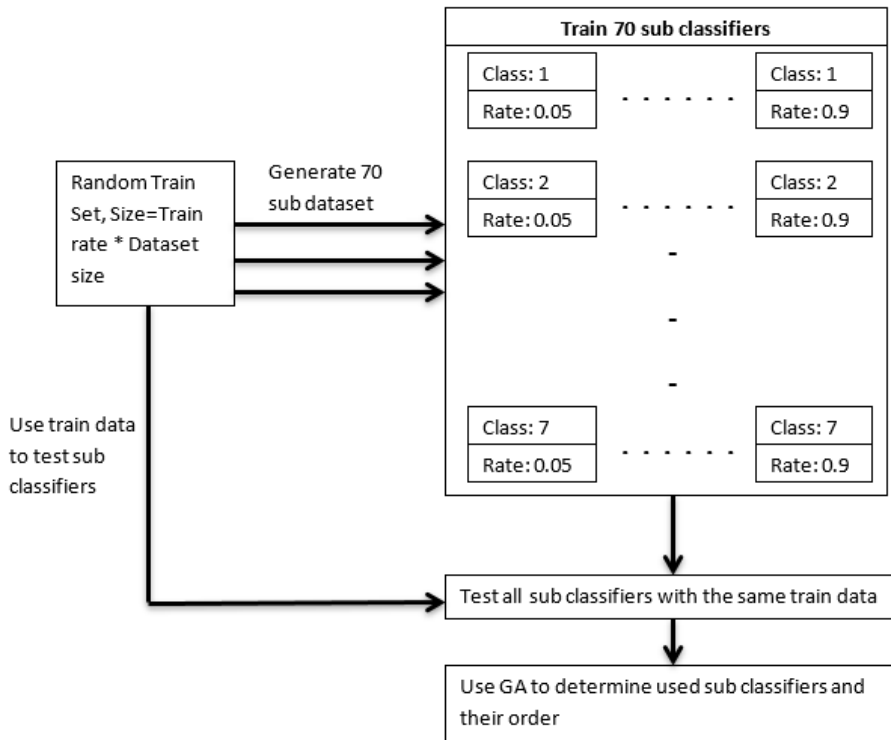 Train 70 sub classifiers
Class: 1
Rate: 0.05
. . . . . .
Class: 1
Rate: 0.9
Class: 2
Rate: 0.05
. . . . . .
Class: 2
Rate: 0.9
-
-
-
Class: 7
Rate: 0.05
. . . . . .
Class: 7
Rate: 0.9
Random Train
Set, Size=Train
rate * Dataset
size
Generate 70
sub dataset
Use train data
to test sub
classifiers
Test all sub classifiers with the same train data
Use GA to determine used sub classifiers and
their order